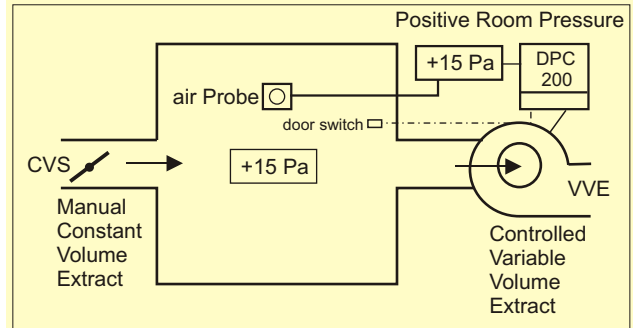 Positive Room Pressure
+15 Pa
DPC
200
air Probe
door switch
CVS
+15 Pa
VVE
Manual
Constant
Volume
Extract
Controlled
Variable
Volume
Extract